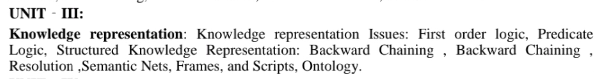 UNIT - III:
Knowledge representation: Knowledge representation Issues: First order logic, Predicate
Logic, Structured Knowledge Representation: Backward Chaining , Backward Chaining ,
Resolution ,Semantic Nets, Frames, and Scripts, Ontology.